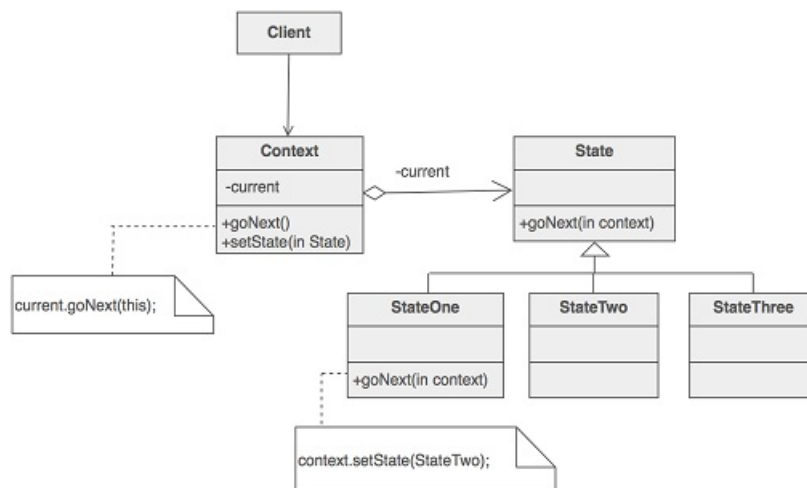 Client
Context
-current
+goNext()
+setState(in State)
-current
State
+goNext(in context)
current.goNext(this);
StateOne
+goNext(in context)
StateTwo
StateThree
context.setState(StateTwo);